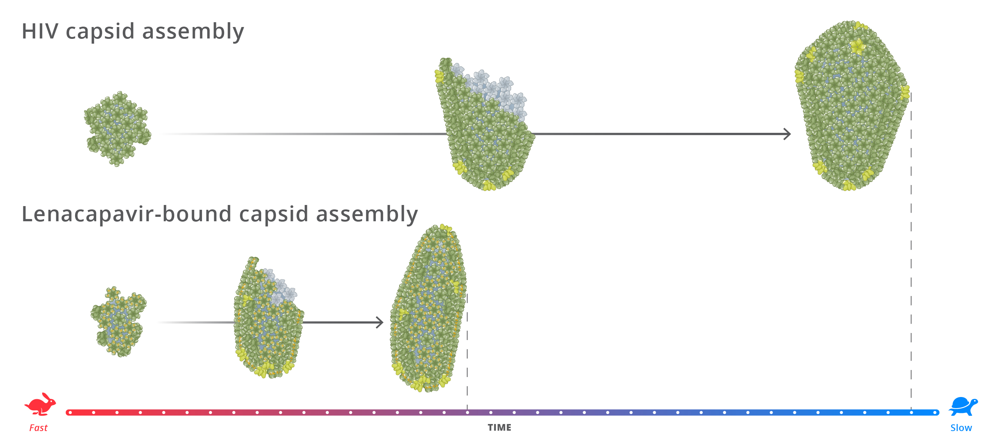 HIV capsid assembly
Lenacapavir-bound capsid assembly
Fast
TIME
Slow